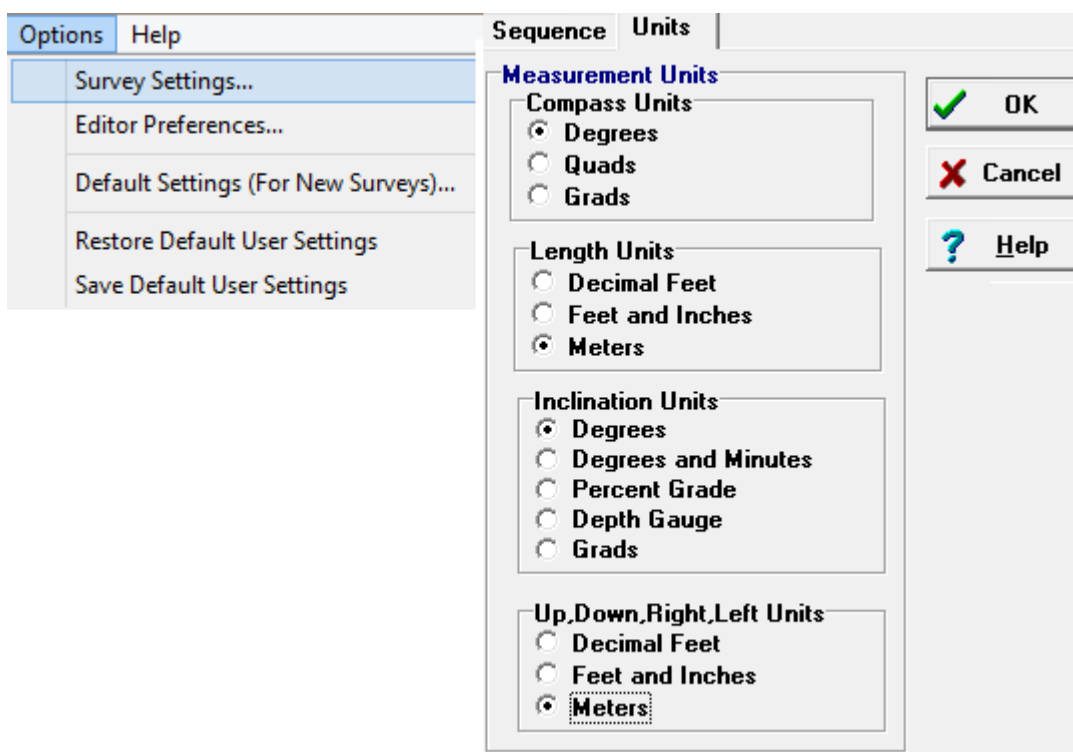 Options Help
Survey Settings...
Editor Preferences...
Default Settings (For New Surveys)...
Restore Default User Settings
Save Default User Settings
Sequence Units
Measurement Units
Compass Units
Degrees
Quads
Grads
Length Units
Decimal Feet
Feet and Inches
Meters
Inclination Units
Degrees
Degrees and Minutes
Percent Grade
Depth Gauge
Grads
Up,Down,Right,Left Units
Decimal Feet
Feet and Inches
Meters
OK
Cancel
Help